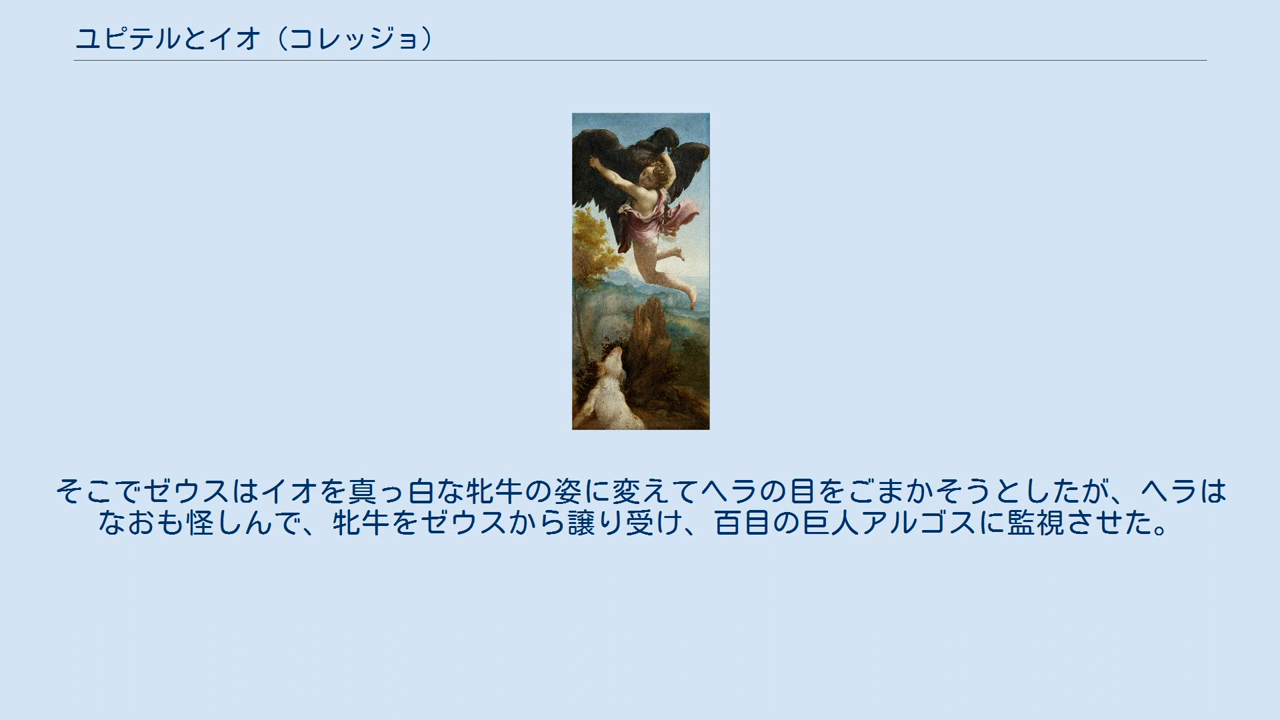 ユピテルとイオ（コレッジョ）
そこでゼウスはイオを真っ白な牝牛の姿に変えてヘラの目をごまかそうとしたが、ヘラは
なおも怪しんで、牝牛をゼウスから譲り受け、百目の巨人アルゴスに監視させた。